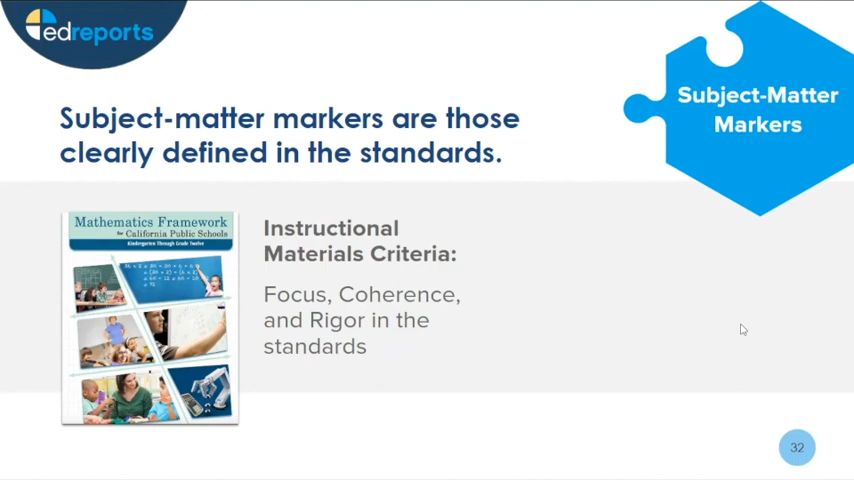 edreports
Subject-Matter
Markers
Subject-matter markers are those
clearly defined in the standards.
Mathematics Framework
for California Public Schools
Kindergarten Through Grade Twelve
Instructional
Materials Criteria:
Focus, Coherence,
and Rigor in the
standards
32